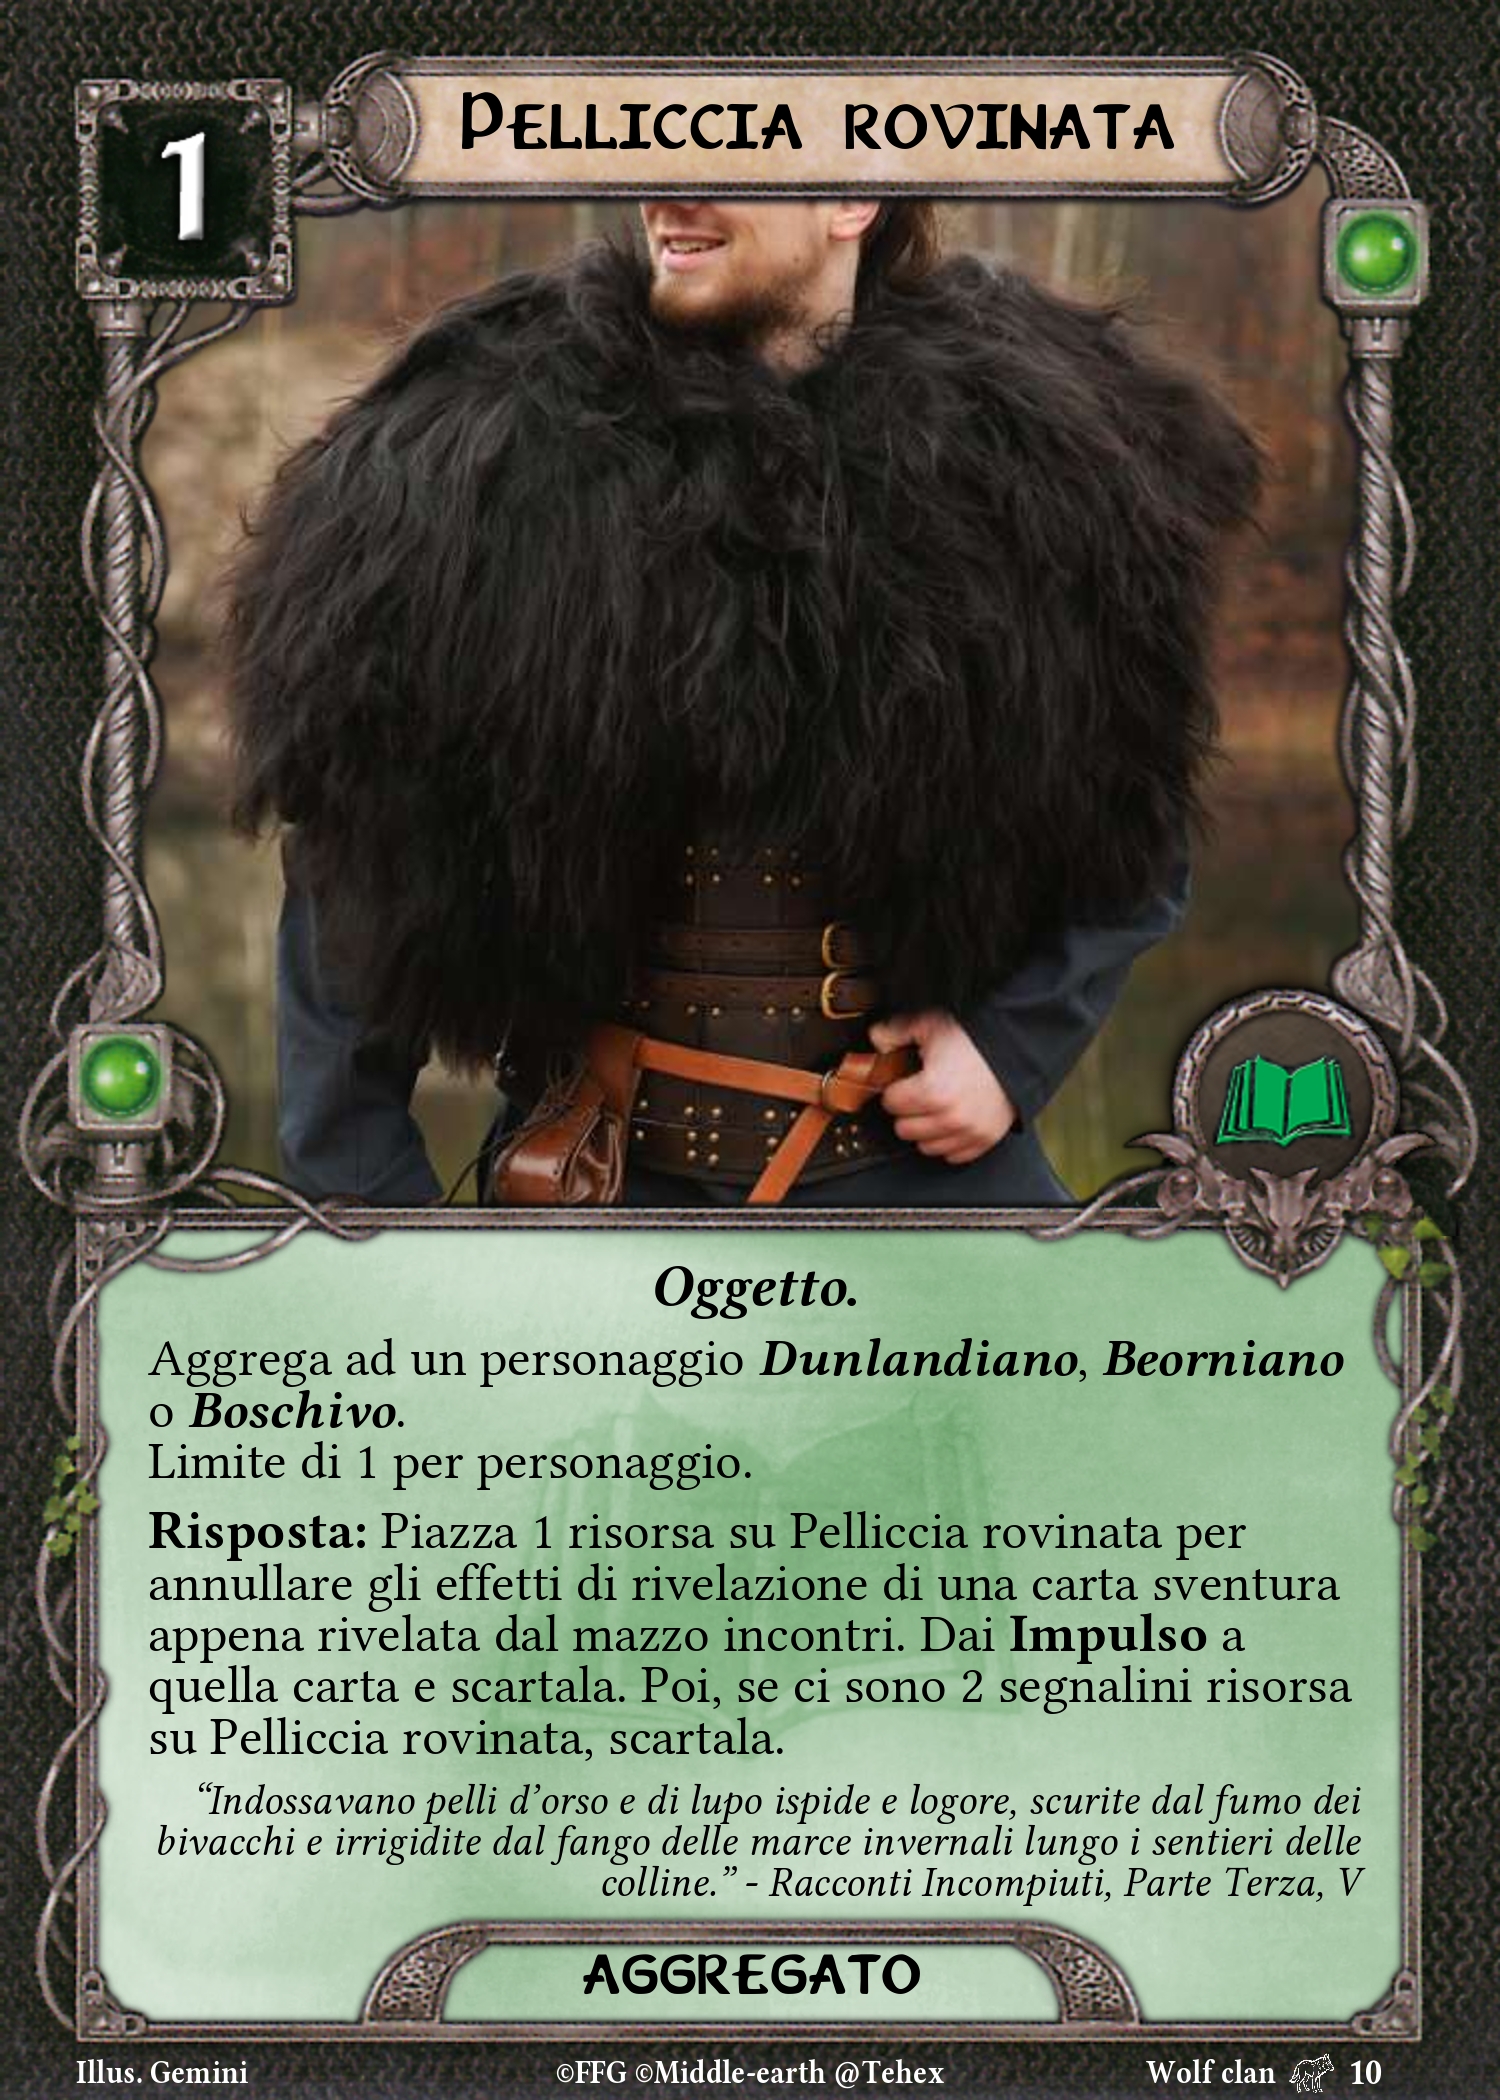 1
Pelliccia rovinata
Oggetto.
Aggrega ad un personaggio Dunlandiano, Beorniano
o Boschivo.
Limite di 1 per personaggio.
Risposta: Piazza 1 risorsa su Pelliccia rovinata per
annullare gli effetti di rivelazione di una carta sventura
appena rivelata dal mazzo incontri. Dai Impulso a
quella carta e scartala. Poi, se ci sono 2 segnalini risorsa
su Pelliccia rovinata, scartala.
“Indossavano pelli d’orso e di lupo ispide e logore, scurite dal fumo dei
bivacchi e irrigidite dal fango delle marce invernali lungo i sentieri delle
colline.” - Racconti Incompiuti, Parte Terza, V
AGGREGATO
Illus. Gemini ©FFG ©Middle-earth @Tehex Wolf clan 10